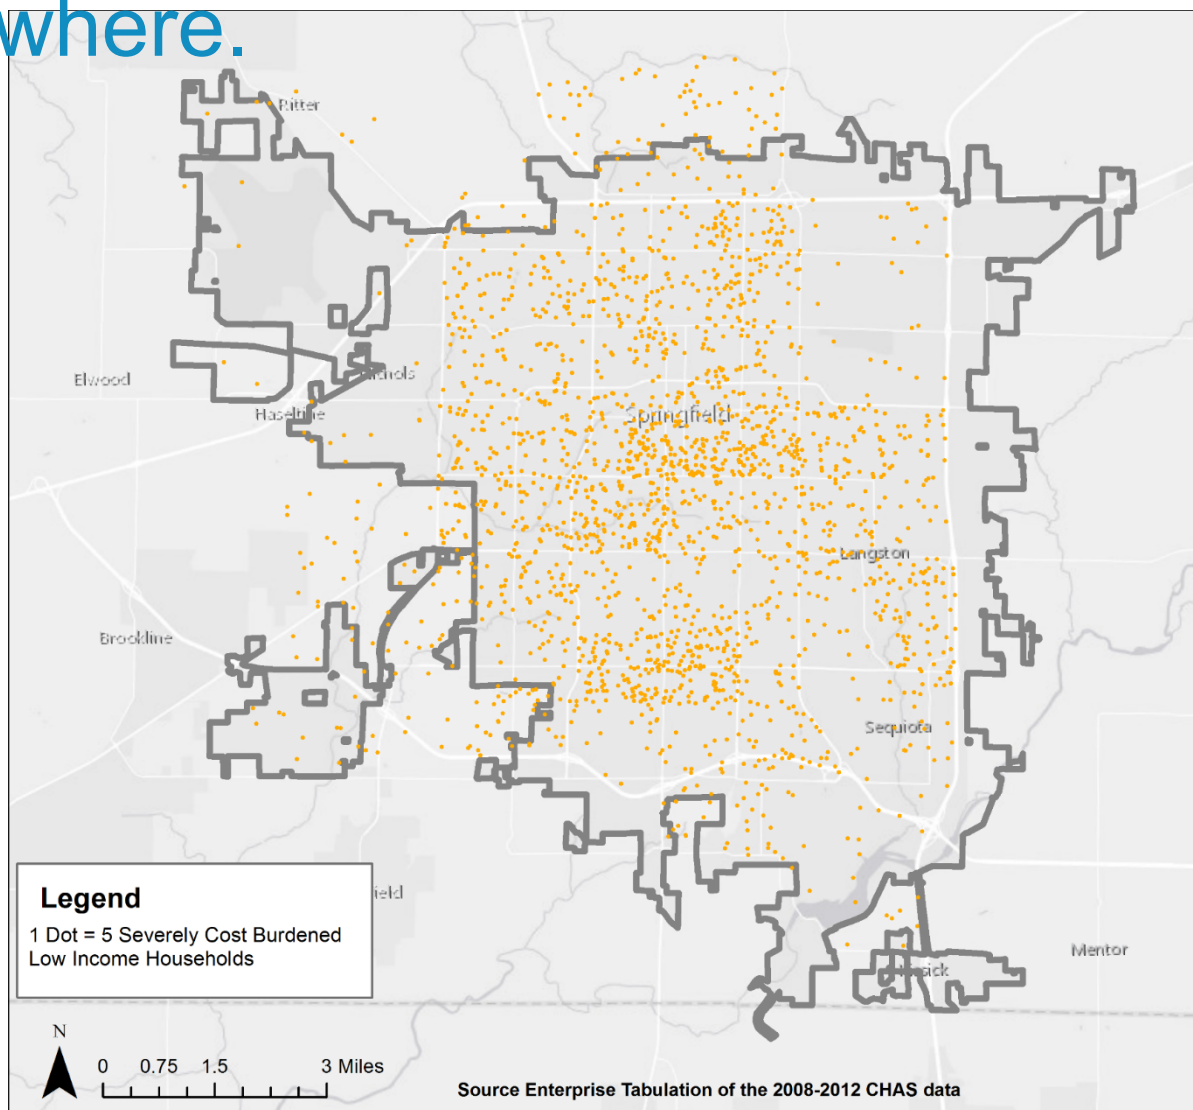 where.
Ritter
Elwood
Haseltine
Springfield
Langston
Brookline
Sequiota
Legend
1 Dot = 5 Severely Cost Burdened
Low Income Households
ield
Mentor
N
0 0.75 1.5 3 Miles
Source Enterprise Tabulation of the 2008-2012 CHAS data